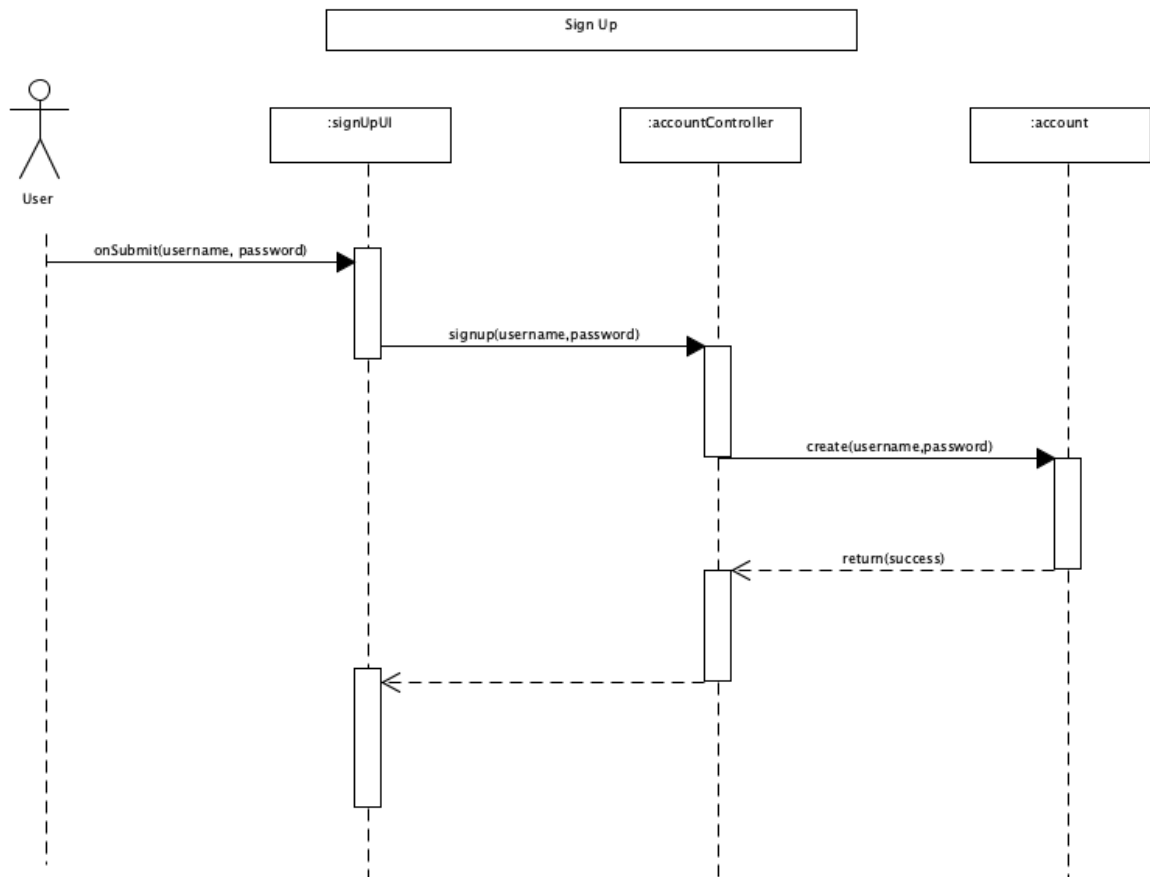 Sign Up
:signUpUI
:accountController
:account
User
onSubmit(username, password)
signup(username,password)
create(username,password)
return(success)